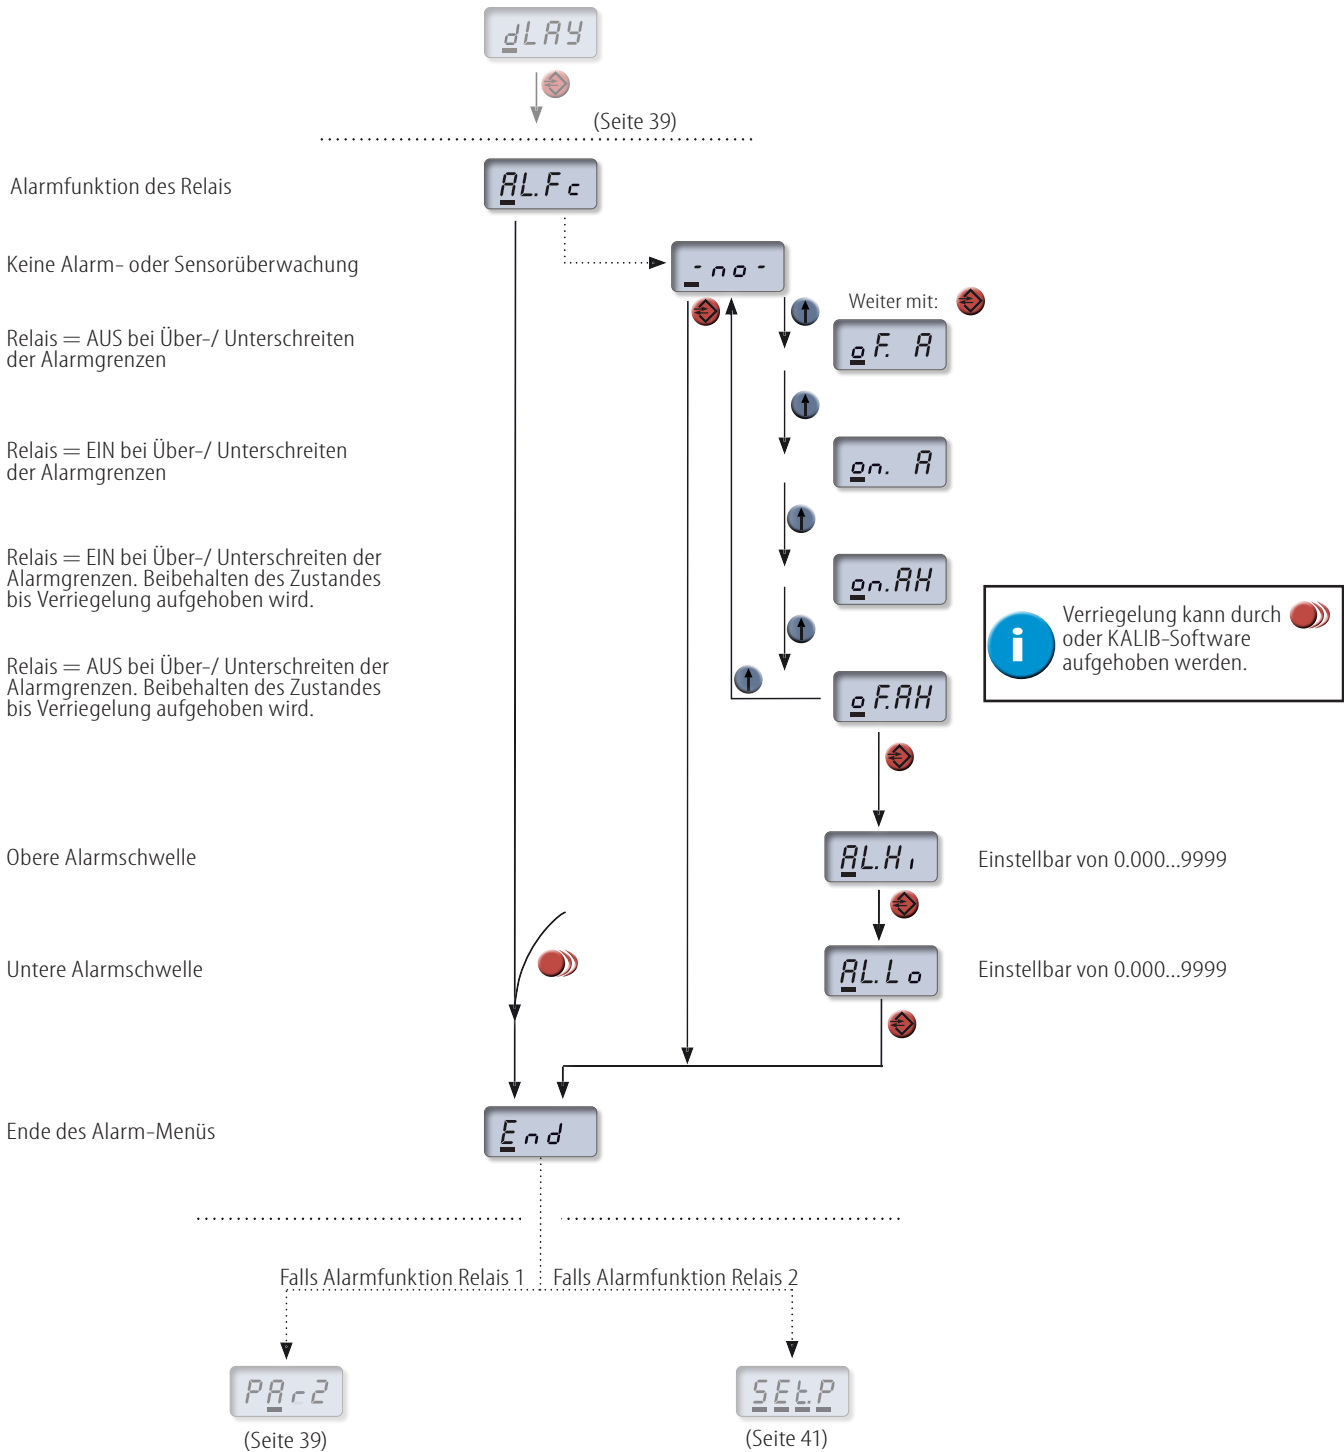 dLAY
(Seite 39)
Alarmfunktion des Relais
AL.Fc
Keine Alarm- oder Sensorüberwachung
-no-
Weiter mit:
Relais = AUS bei Über-/ Unterschreiten
der Alarmgrenzen
oF. A
Relais = EIN bei Über-/ Unterschreiten
der Alarmgrenzen
on. A
Relais = EIN bei Über-/ Unterschreiten der
Alarmgrenzen. Beibehalten des Zustandes
bis Verriegelung aufgehoben wird.
on.AH
i
Verriegelung kann durch
oder KALIB-Software
aufgehoben werden.
Relais = AUS bei Über-/ Unterschreiten der
Alarmgrenzen. Beibehalten des Zustandes
bis Verriegelung aufgehoben wird.
oF.AH
Obere Alarmschwelle
AL.Hi
Einstellbar von 0.000...9999
Untere Alarmschwelle
AL.Lo
Einstellbar von 0.000...9999
Ende des Alarm-Menüs
End
Falls Alarmfunktion Relais 1
Falls Alarmfunktion Relais 2
PAr2
SEt.P
(Seite 39)
(Seite 41)